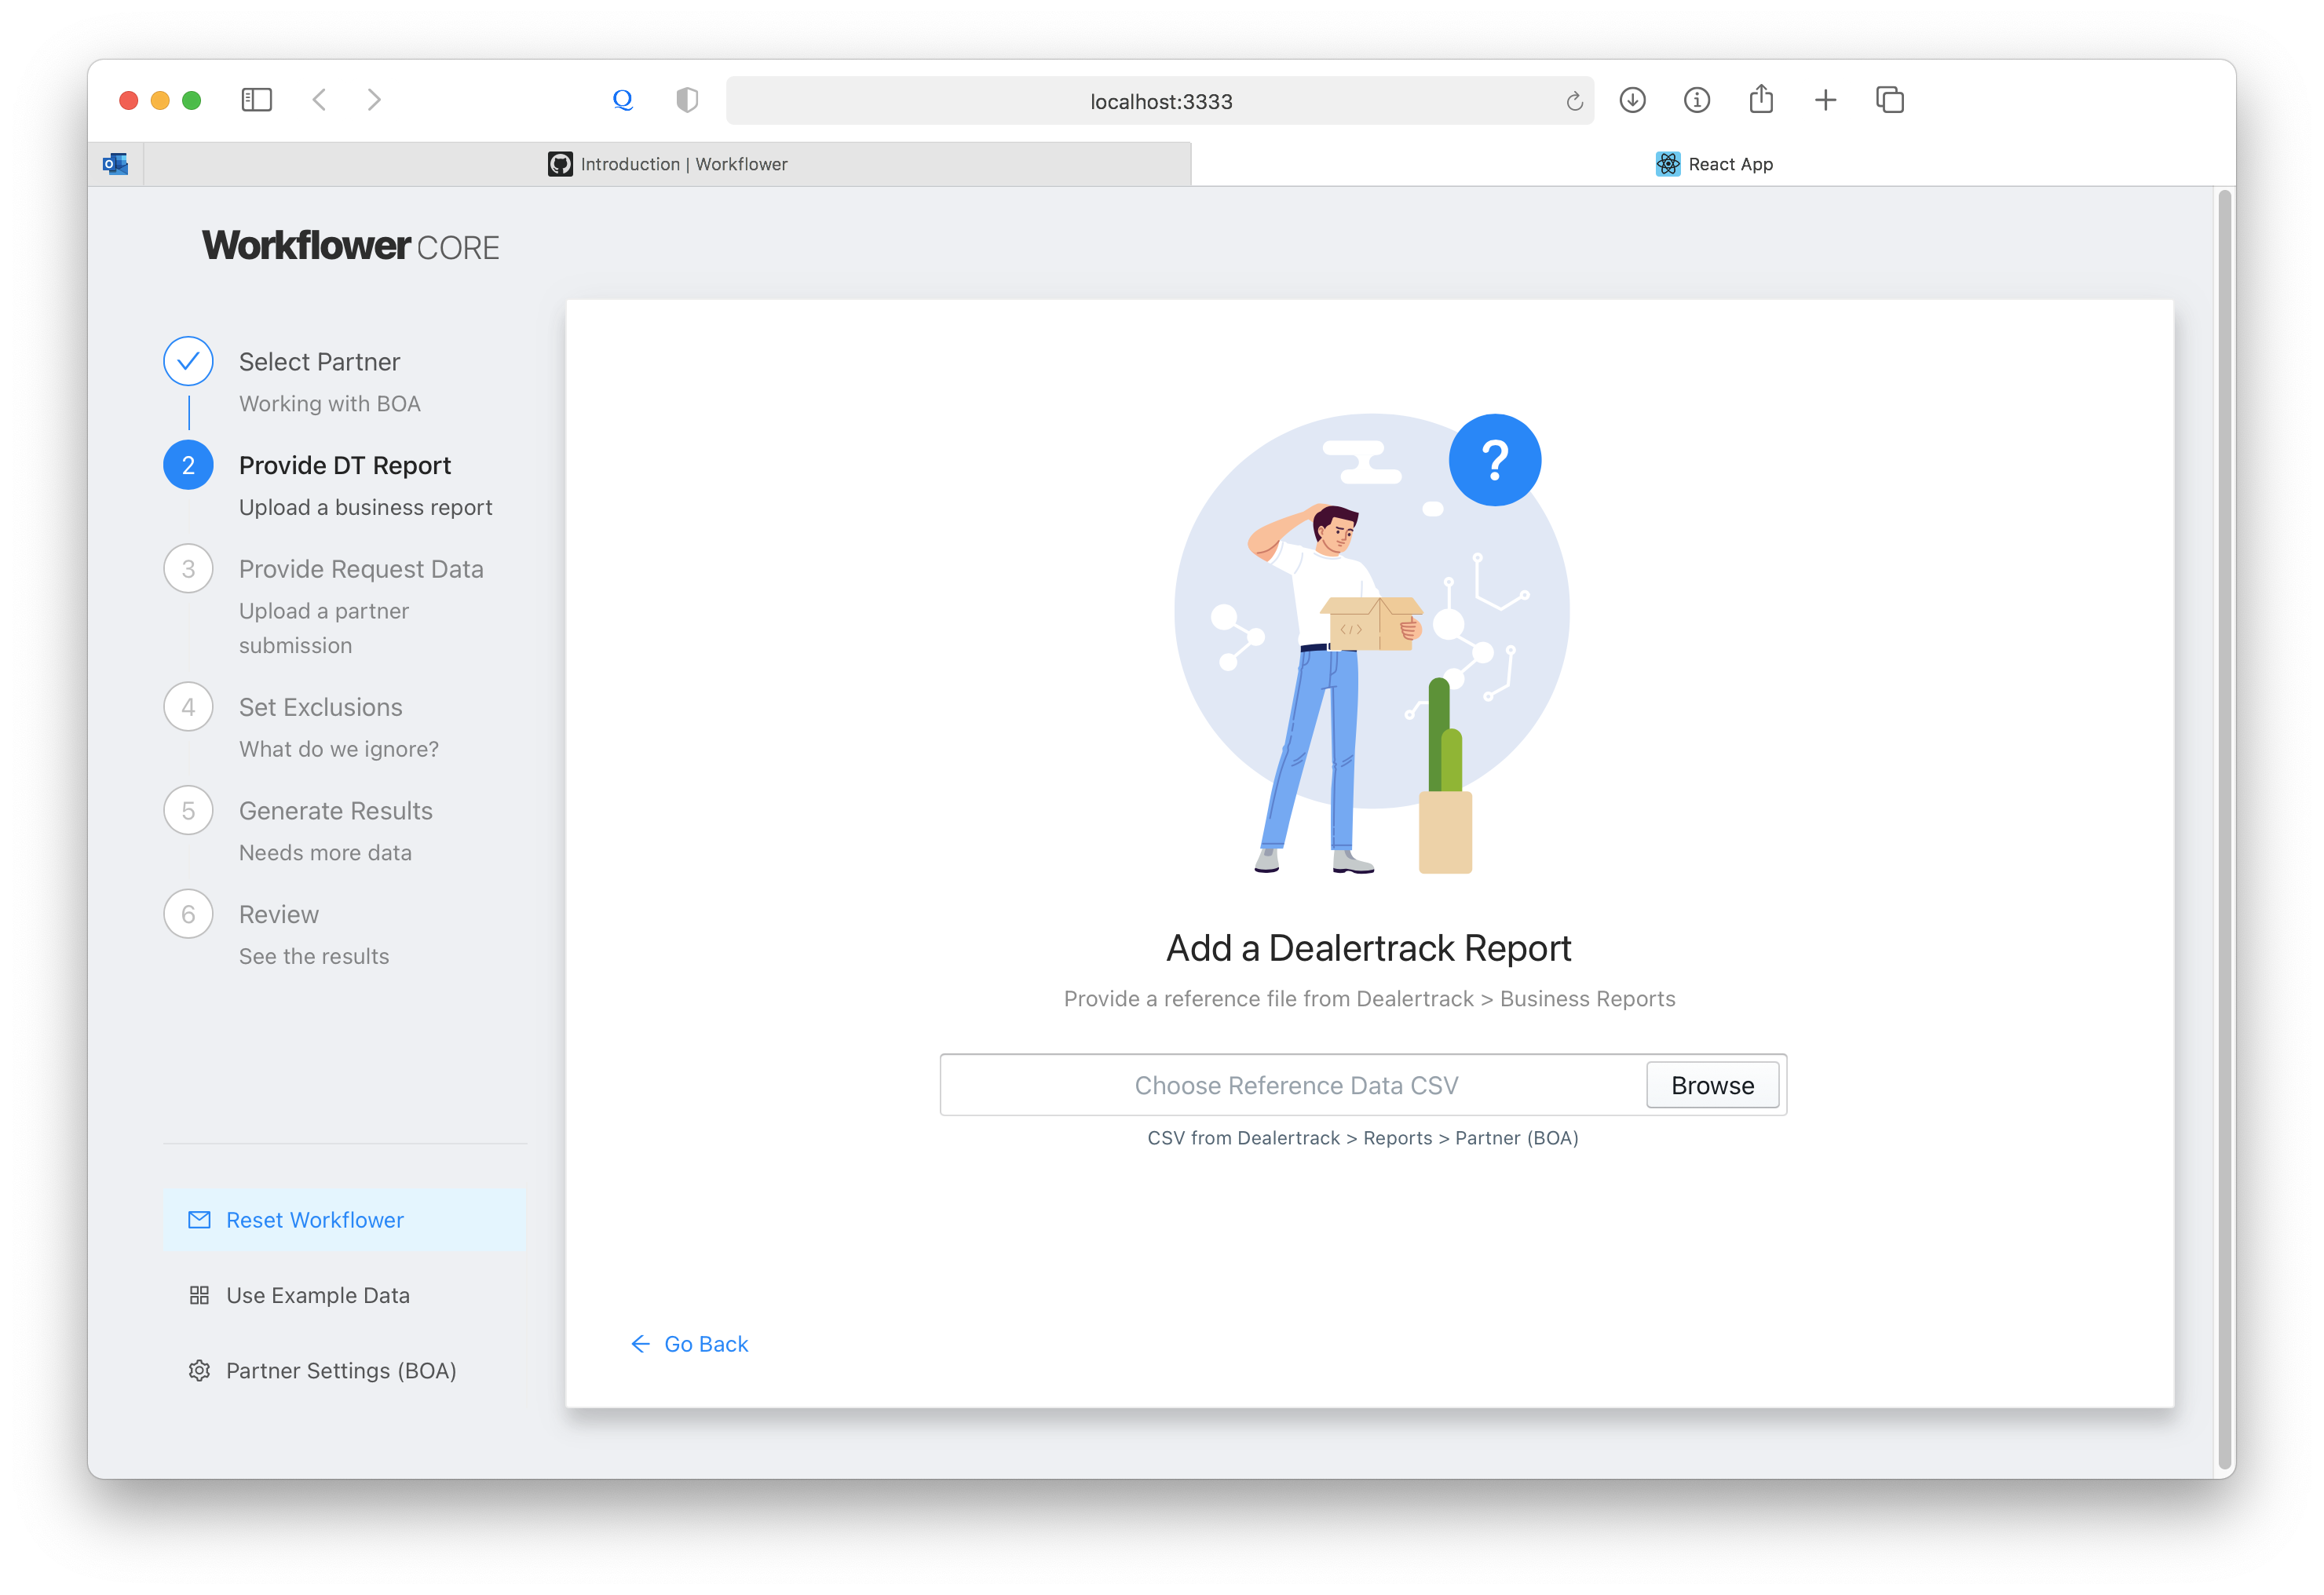 localhost:3333
Introduction | Workflower
React App
Workflower CORE
Select Partner
Working with BOA
2
Provide DT Report
Upload a business report
3
Provide Request Data
Upload a partner
submission
4
Set Exclusions
What do we ignore?
5
Generate Results
Needs more data
6
Review
See the results
Reset Workflower
Use Example Data
Partner Settings (BOA)
?
</>
Add a Dealertrack Report
Provide a reference file from Dealertrack > Business Reports
Choose Reference Data CSV
Browse
CSV from Dealertrack > Reports > Partner (BOA)
Go Back